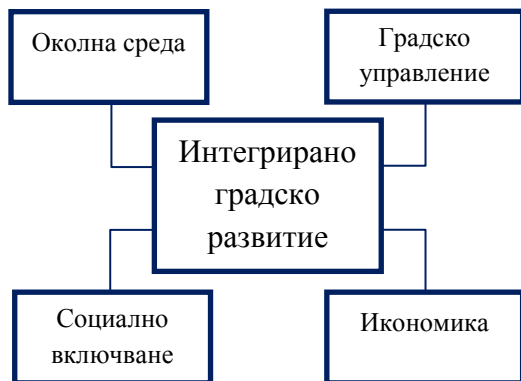 Околна среда
Градско
управление
Интегрирано
градско
развитие
Социално
включване
Икономика